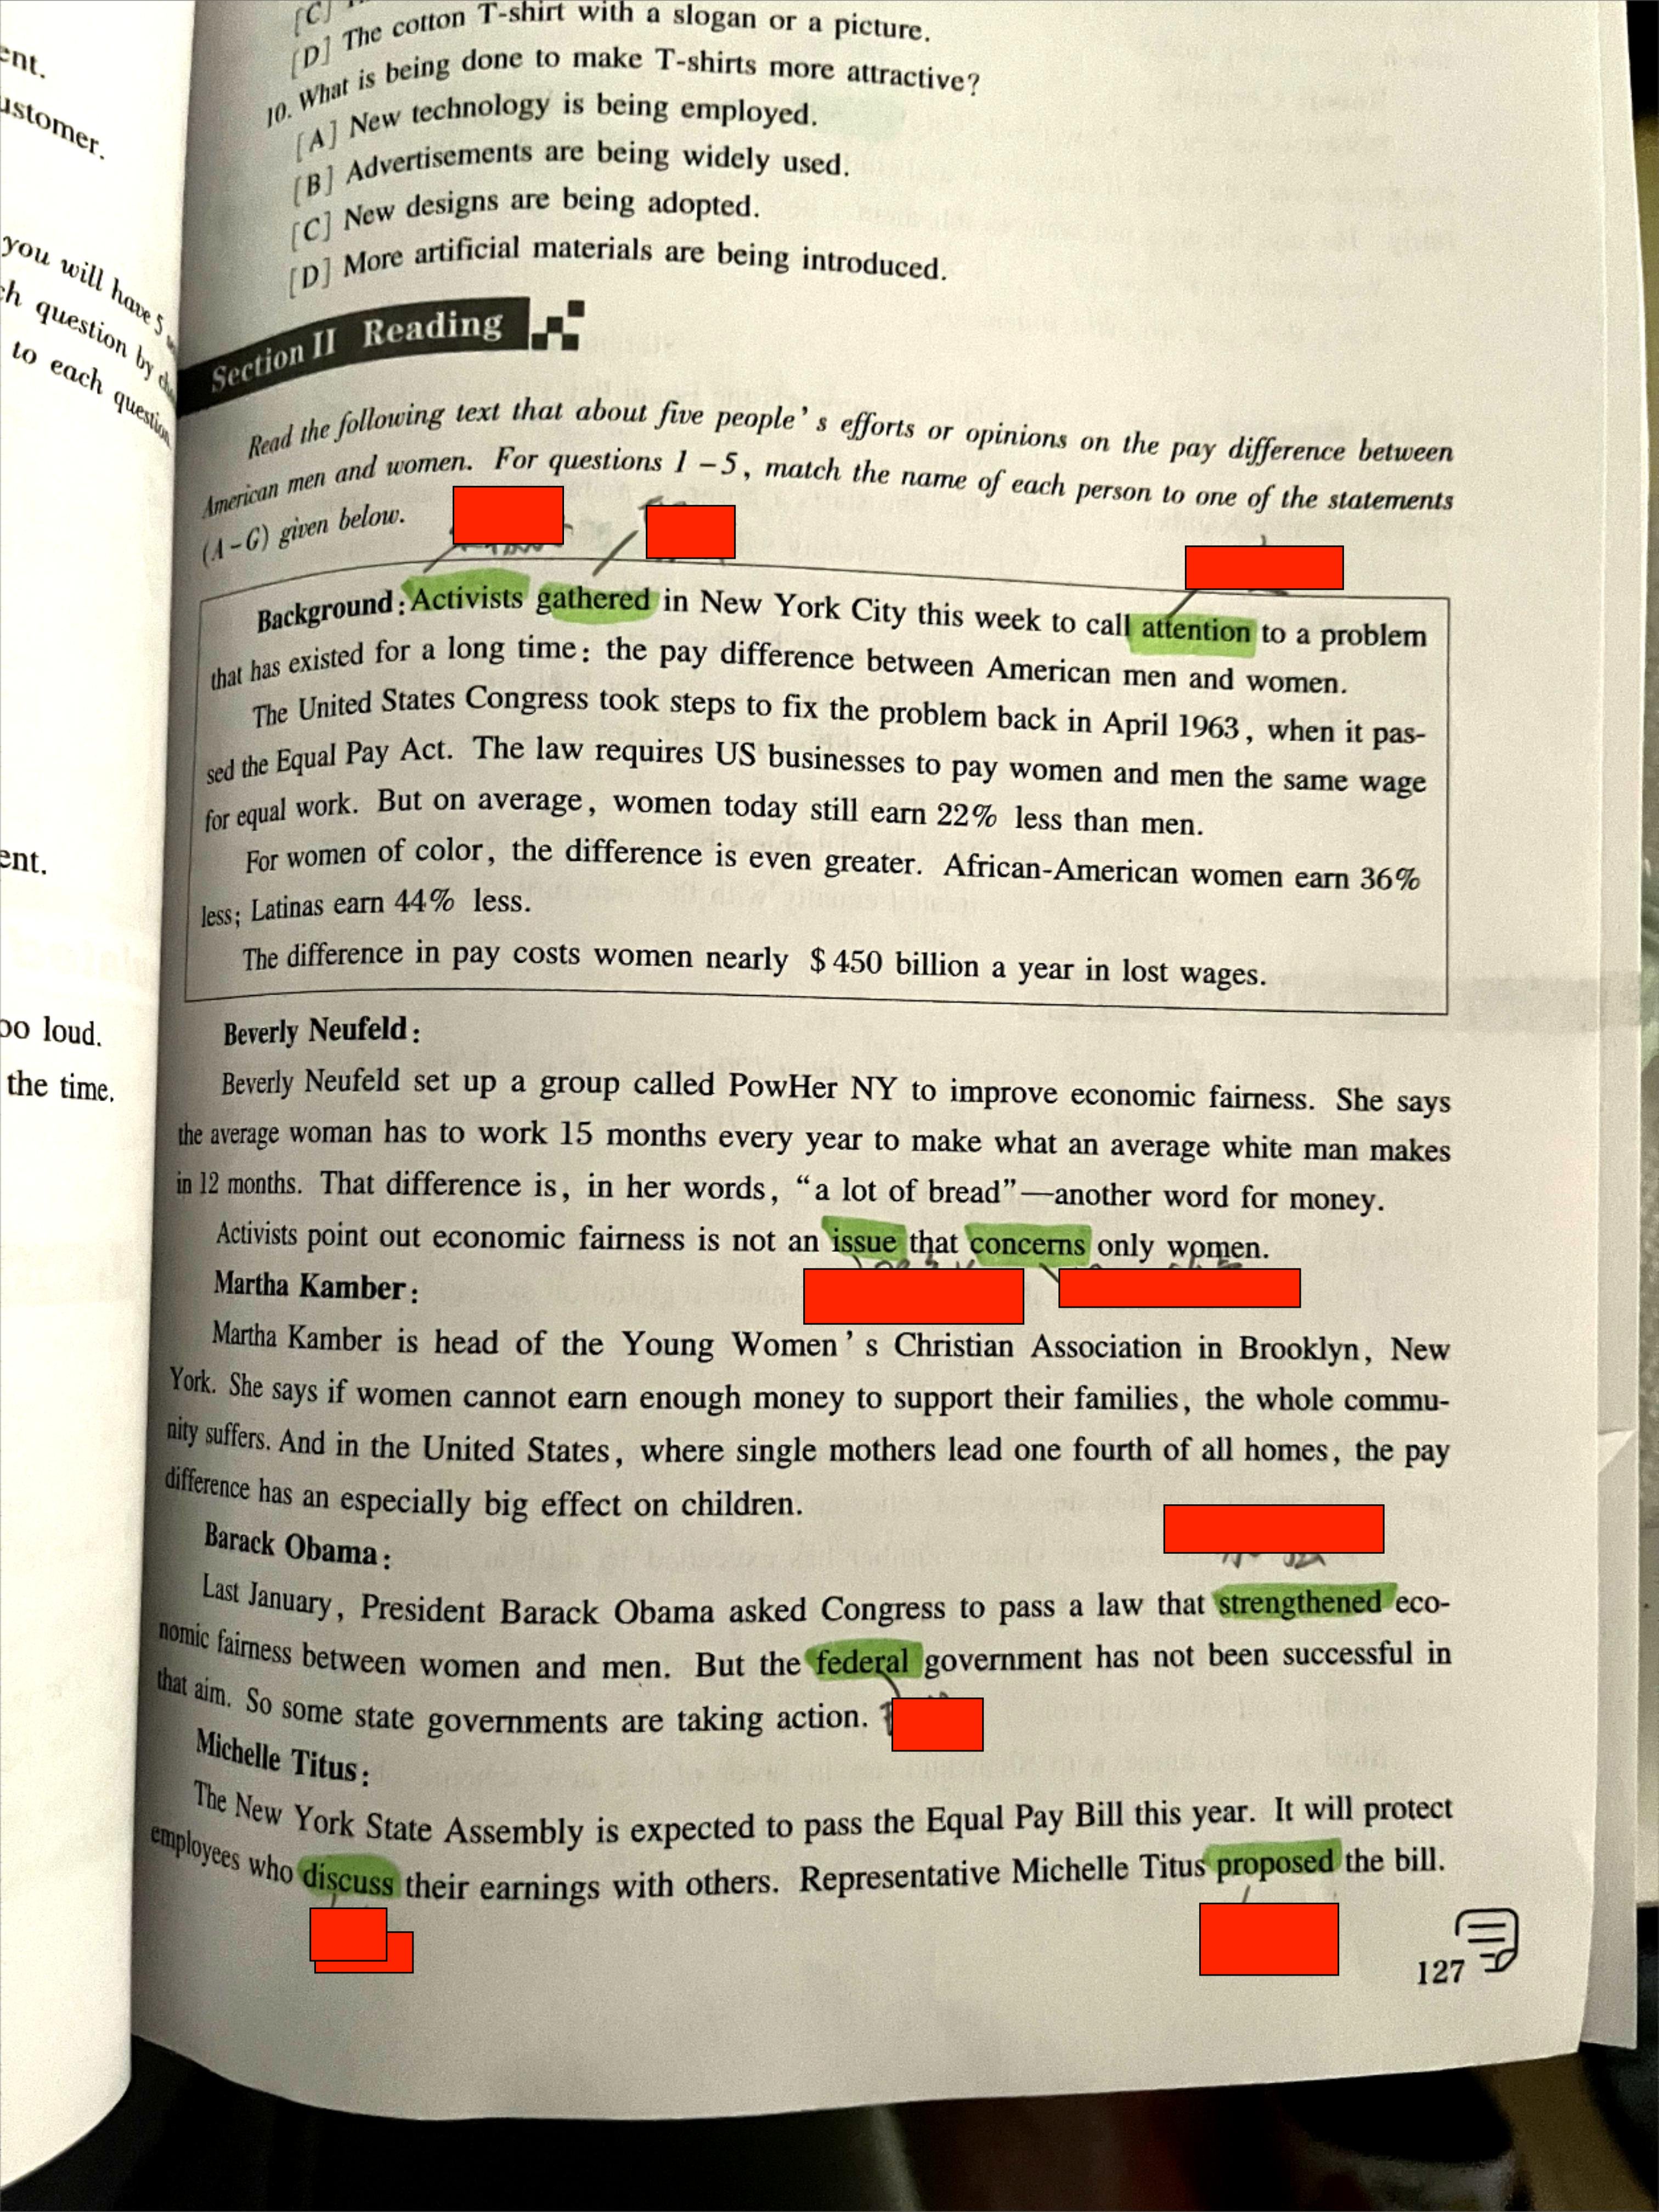 ent.
ustomer.
you will have 5
ch question by
to each question
ent.
oo loud.
the time.
[C]
[D] The cotton T-shirt with a slogan or a picture.
10. What is being done to make T-shirts more attractive?
[A] New technology is being employed.
[B] Advertisements are being widely used.
[C] New designs are being adopted.
[D] More artificial materials are being introduced.
Section II Reading
Read the following text that about five people's efforts or opinions on the pay difference between
American men and women. For questions 1-5, match the name of each person to one of the statements
(A-G) given below.
Background: Activists gathered in New York City this week to call attention to a problem
that has existed for a long time: the pay difference between American men and women.
The United States Congress took steps to fix the problem back in April 1963, when it pas-
sed the Equal Pay Act. The law requires US businesses to pay women and men the same wage
for equal work. But on average, women today still earn 22% less than men.
For women of color, the difference is even greater. African-American women earn 36%
less; Latinas earn 44% less.
The difference in pay costs women nearly $450 billion a year in lost wages.
Beverly Neufeld:
Beverly Neufeld set up a group called PowHer NY to improve economic fairness. She says
the average woman has to work 15 months every year to make what an average white man makes
in 12 months. That difference is, in her words, "a lot of bread"—another word for money.
Activists point out economic fairness is not an issue that concerns only women.
Martha Kamber:
Martha Kamber is head of the Young Women's Christian Association in Brooklyn, New
York. She says if women cannot earn enough money to support their families, the whole commu-
nity suffers. And in the United States, where single mothers lead one fourth of all homes, the pay
difference has an especially big effect on children.
Barack Obama:
Last January, President Barack Obama asked Congress to pass a law that strengthened eco-
nomic fairness between women and men. But the federal government has not been successful in
that aim. So some state governments are taking action.
Michelle Titus:
The New York State Assembly is expected to pass the Equal Pay Bill this year. It will protect
employees who discuss their earnings with others. Representative Michelle Titus proposed the bill.
127